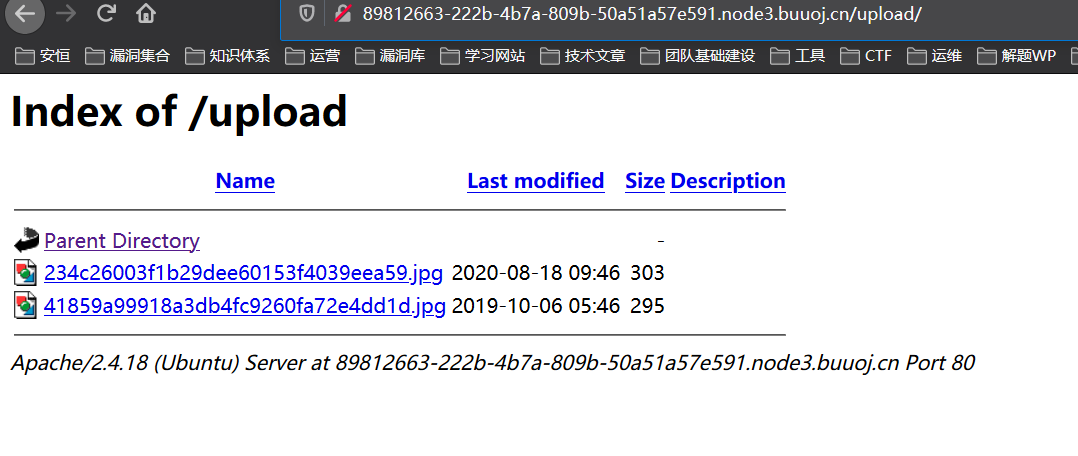 89812663-222b-4b7a-809b-50a51a57e591.node3.buuoj.cn/upload/
安恒 漏洞集合 知识体系 运营 漏洞库 学习网站 技术文章 团队基础建设 工具 CTF 运维 解题WP
Index of /upload
Name Last modified Size Description
Parent Directory -
234c26003f1b29dee60153f4039eea59.jpg 2020-08-18 09:46 303
41859a99918a3db4fc9260fa72e4dd1d.jpg 2019-10-06 05:46 295
Apache/2.4.18 (Ubuntu) Server at 89812663-222b-4b7a-809b-50a51a57e591.node3.buuoj.cn Port 80